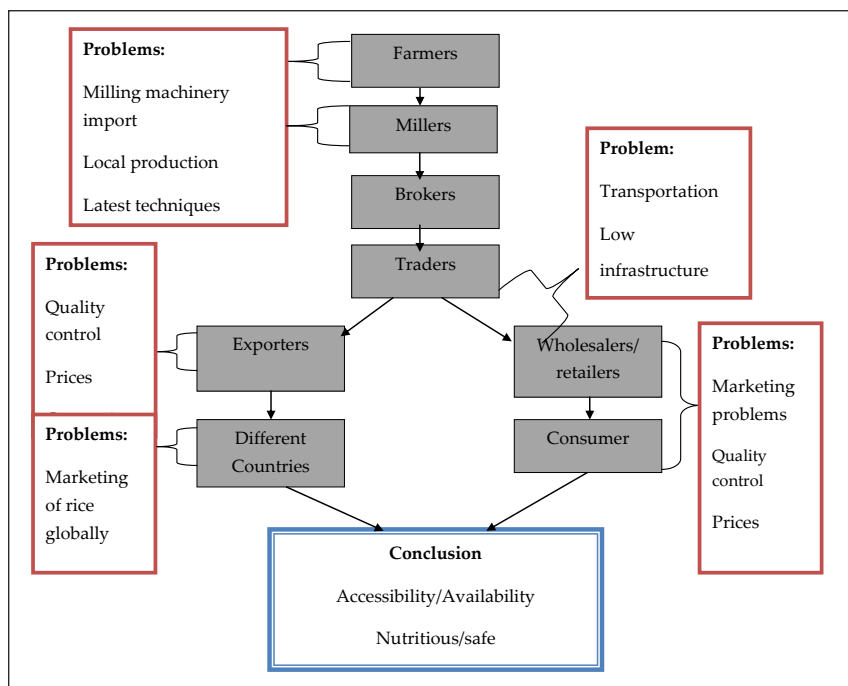 Problems:
Milling machinery
import
Local production
Latest techniques
Farmers
Millers
Brokers
Traders
Problem:
Transportation
Low
infrastructure
Problems:
Quality
control
Prices
Exporters
Wholesalers/
retailers
Problems:
Marketing
problems
Quality
control
Prices
Problems:
Marketing
of rice
globally
Different
Countries
Consumer
Conclusion
Accessibility/Availability
Nutritious/safe